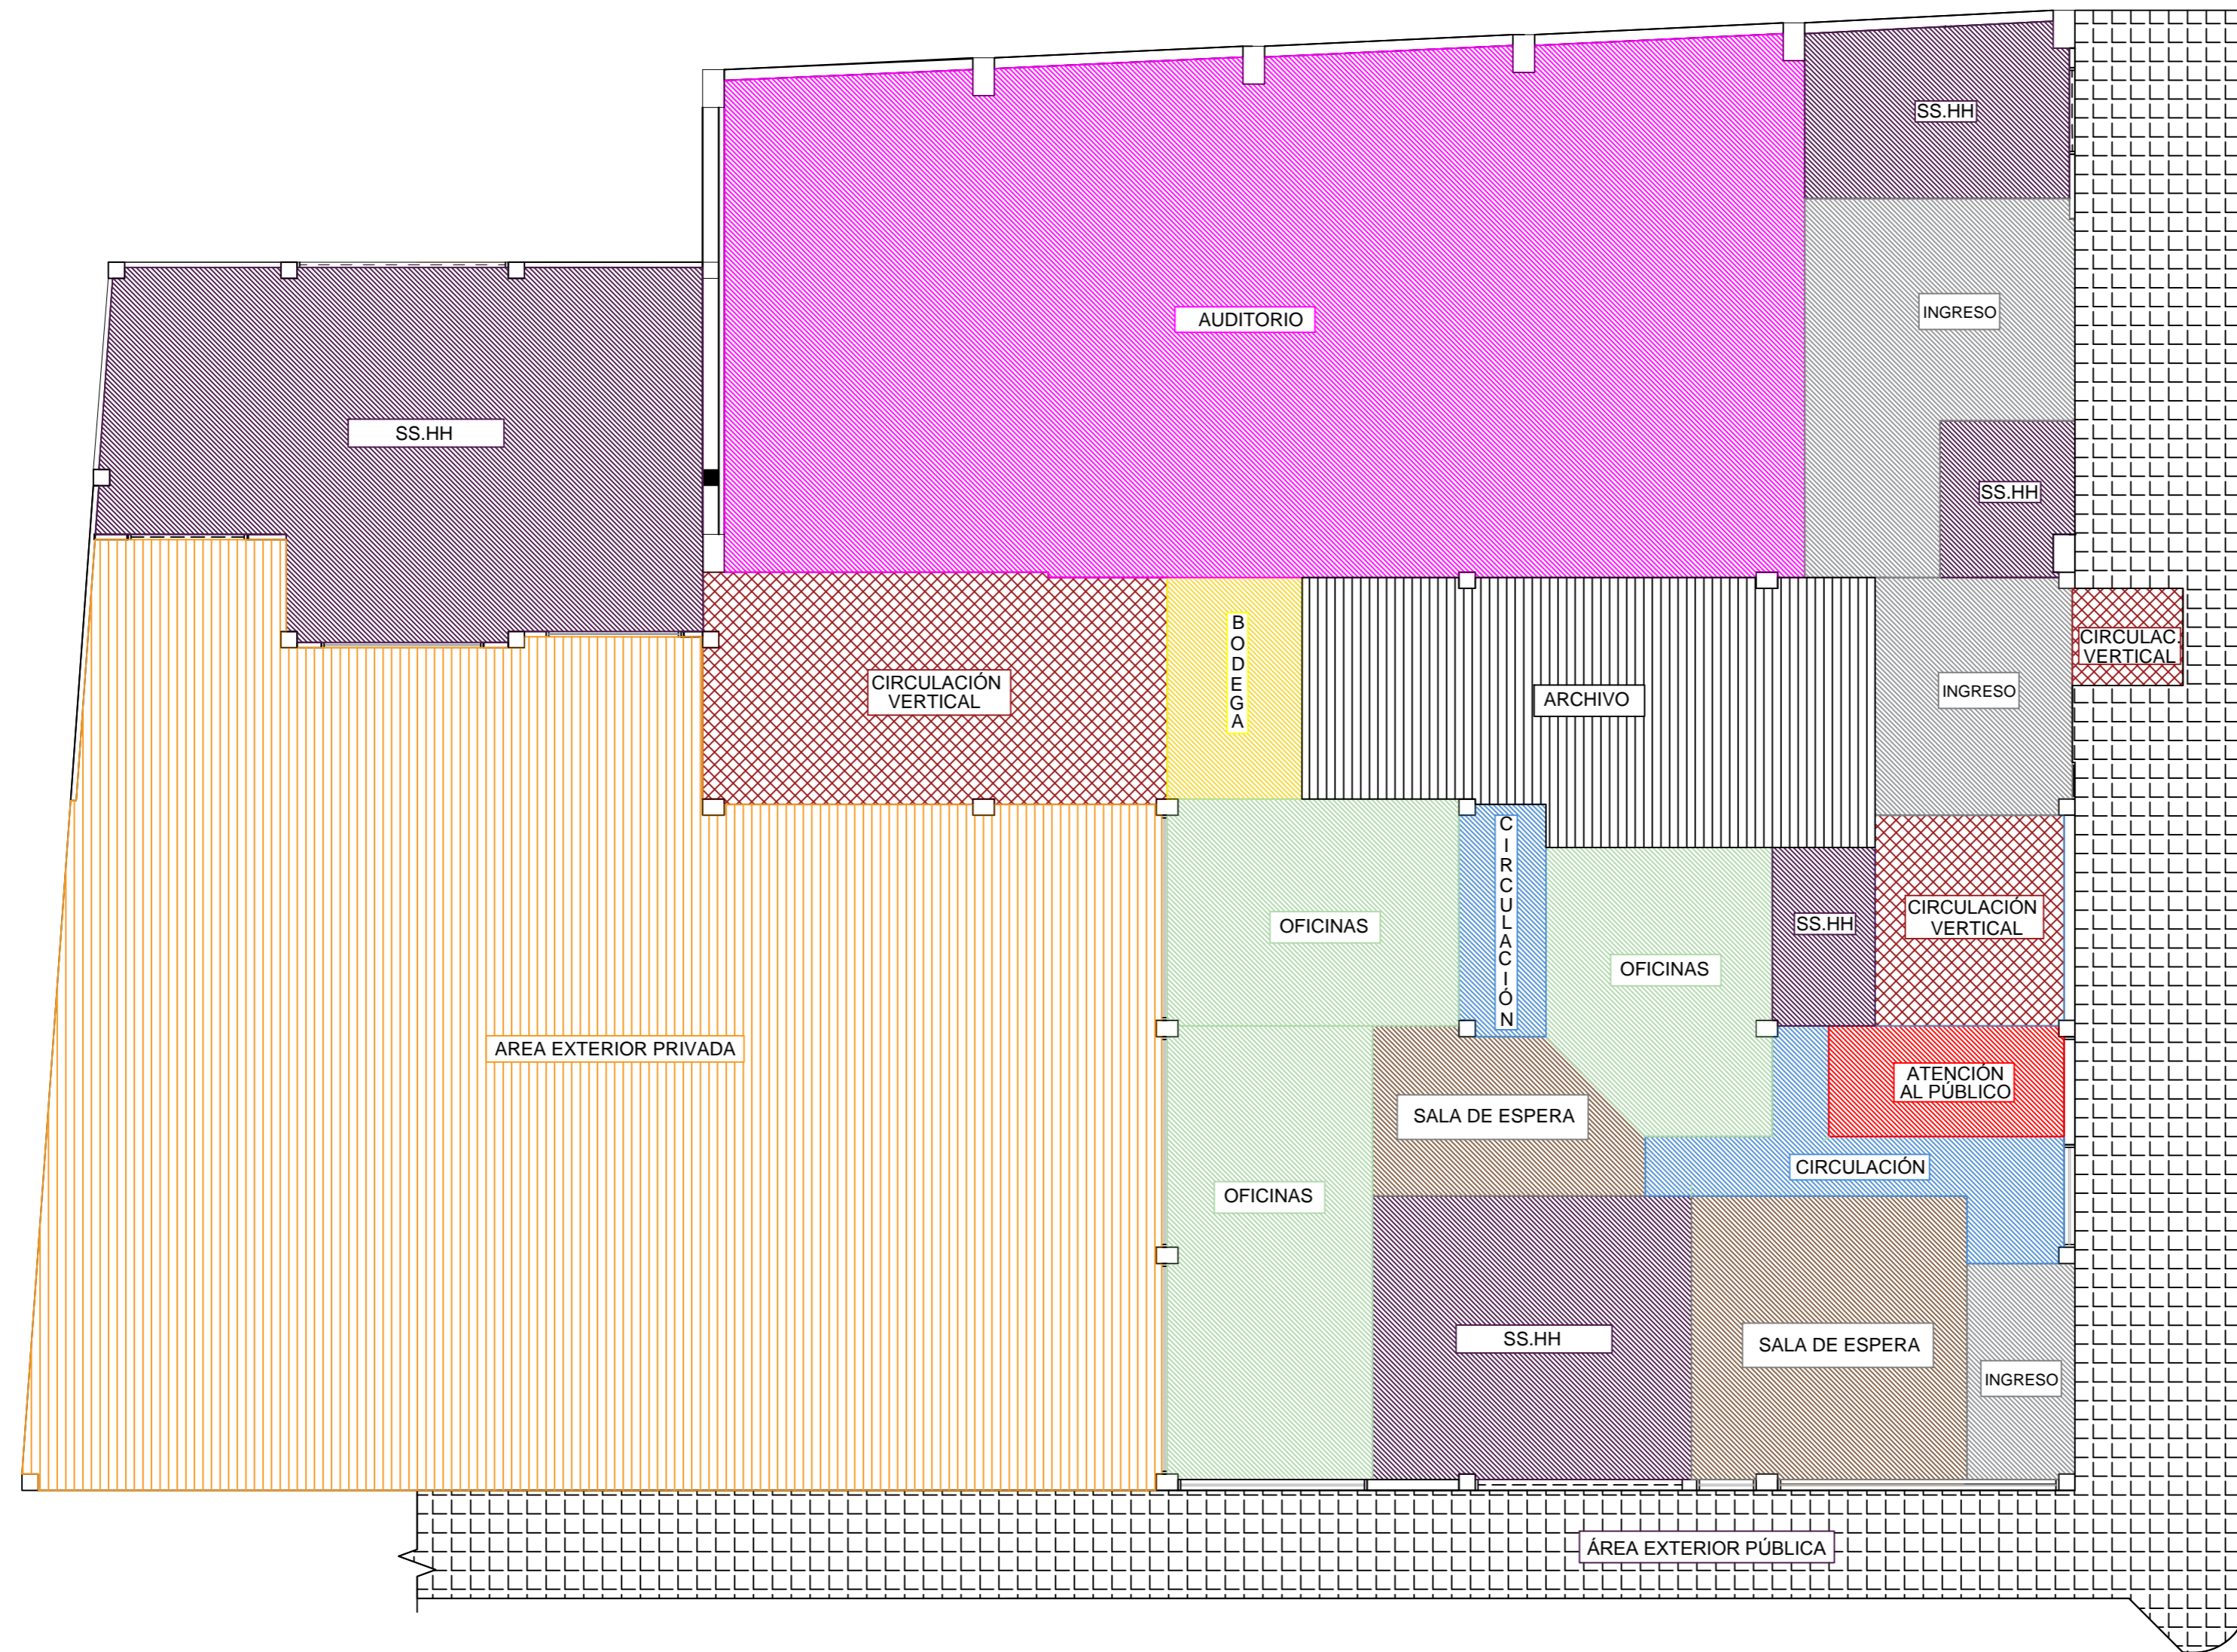 SS.HH
INGRESO
AUDITORIO
SS.HH
SS.HH
CIRCULAC.
VERTICAL
BODEGA
CIRCULACIÓN
VERTICAL
ARCHIVO
INGRESO
CIRCULACIÓN
OFICINAS
OFICINAS
SS.HH
CIRCULACIÓN
VERTICAL
AREA EXTERIOR PRIVADA
ATENCIÓN
AL PÚBLICO
SALA DE ESPERA
CIRCULACIÓN
OFICINAS
SS.HH
SALA DE ESPERA
INGRESO
ÁREA EXTERIOR PÚBLICA